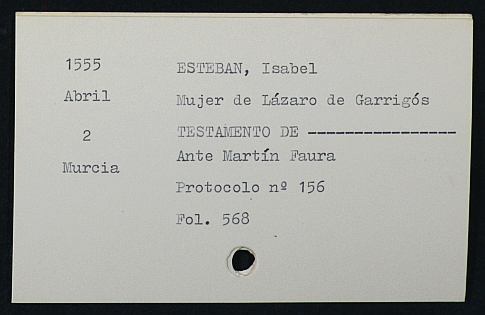 1555
Abril
2
Murcia
ESTEBAN, Isabel
Mujer de Lázaro de Garrigós
TESTAMENTO DE -----------------
Ante Martín Faura
Protocolo nº 156
Fol. 568